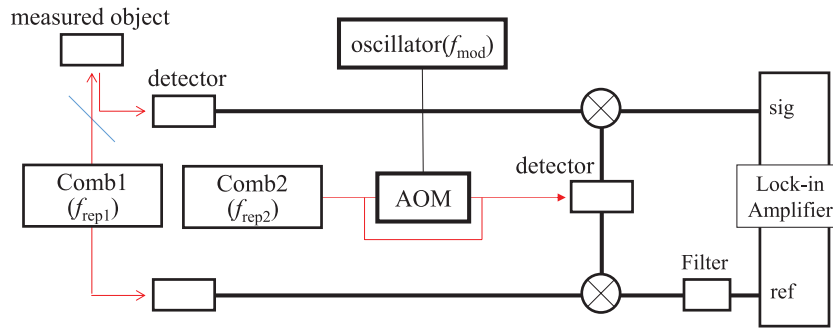 measured object
oscillator(fmod)
detector
sig
Comb1
(frep1)
Comb2
(frep2)
AOM
detector
Lock-in
Amplifier
Filter
ref